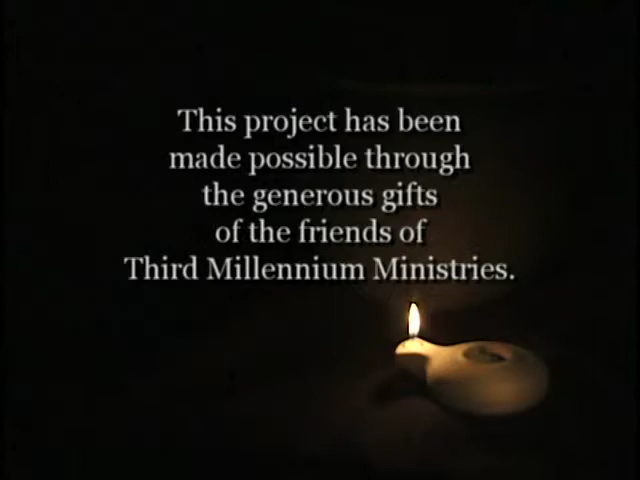 This project has been
made possible through
the generous gifts
of the friends of
Third Millennium Ministries.